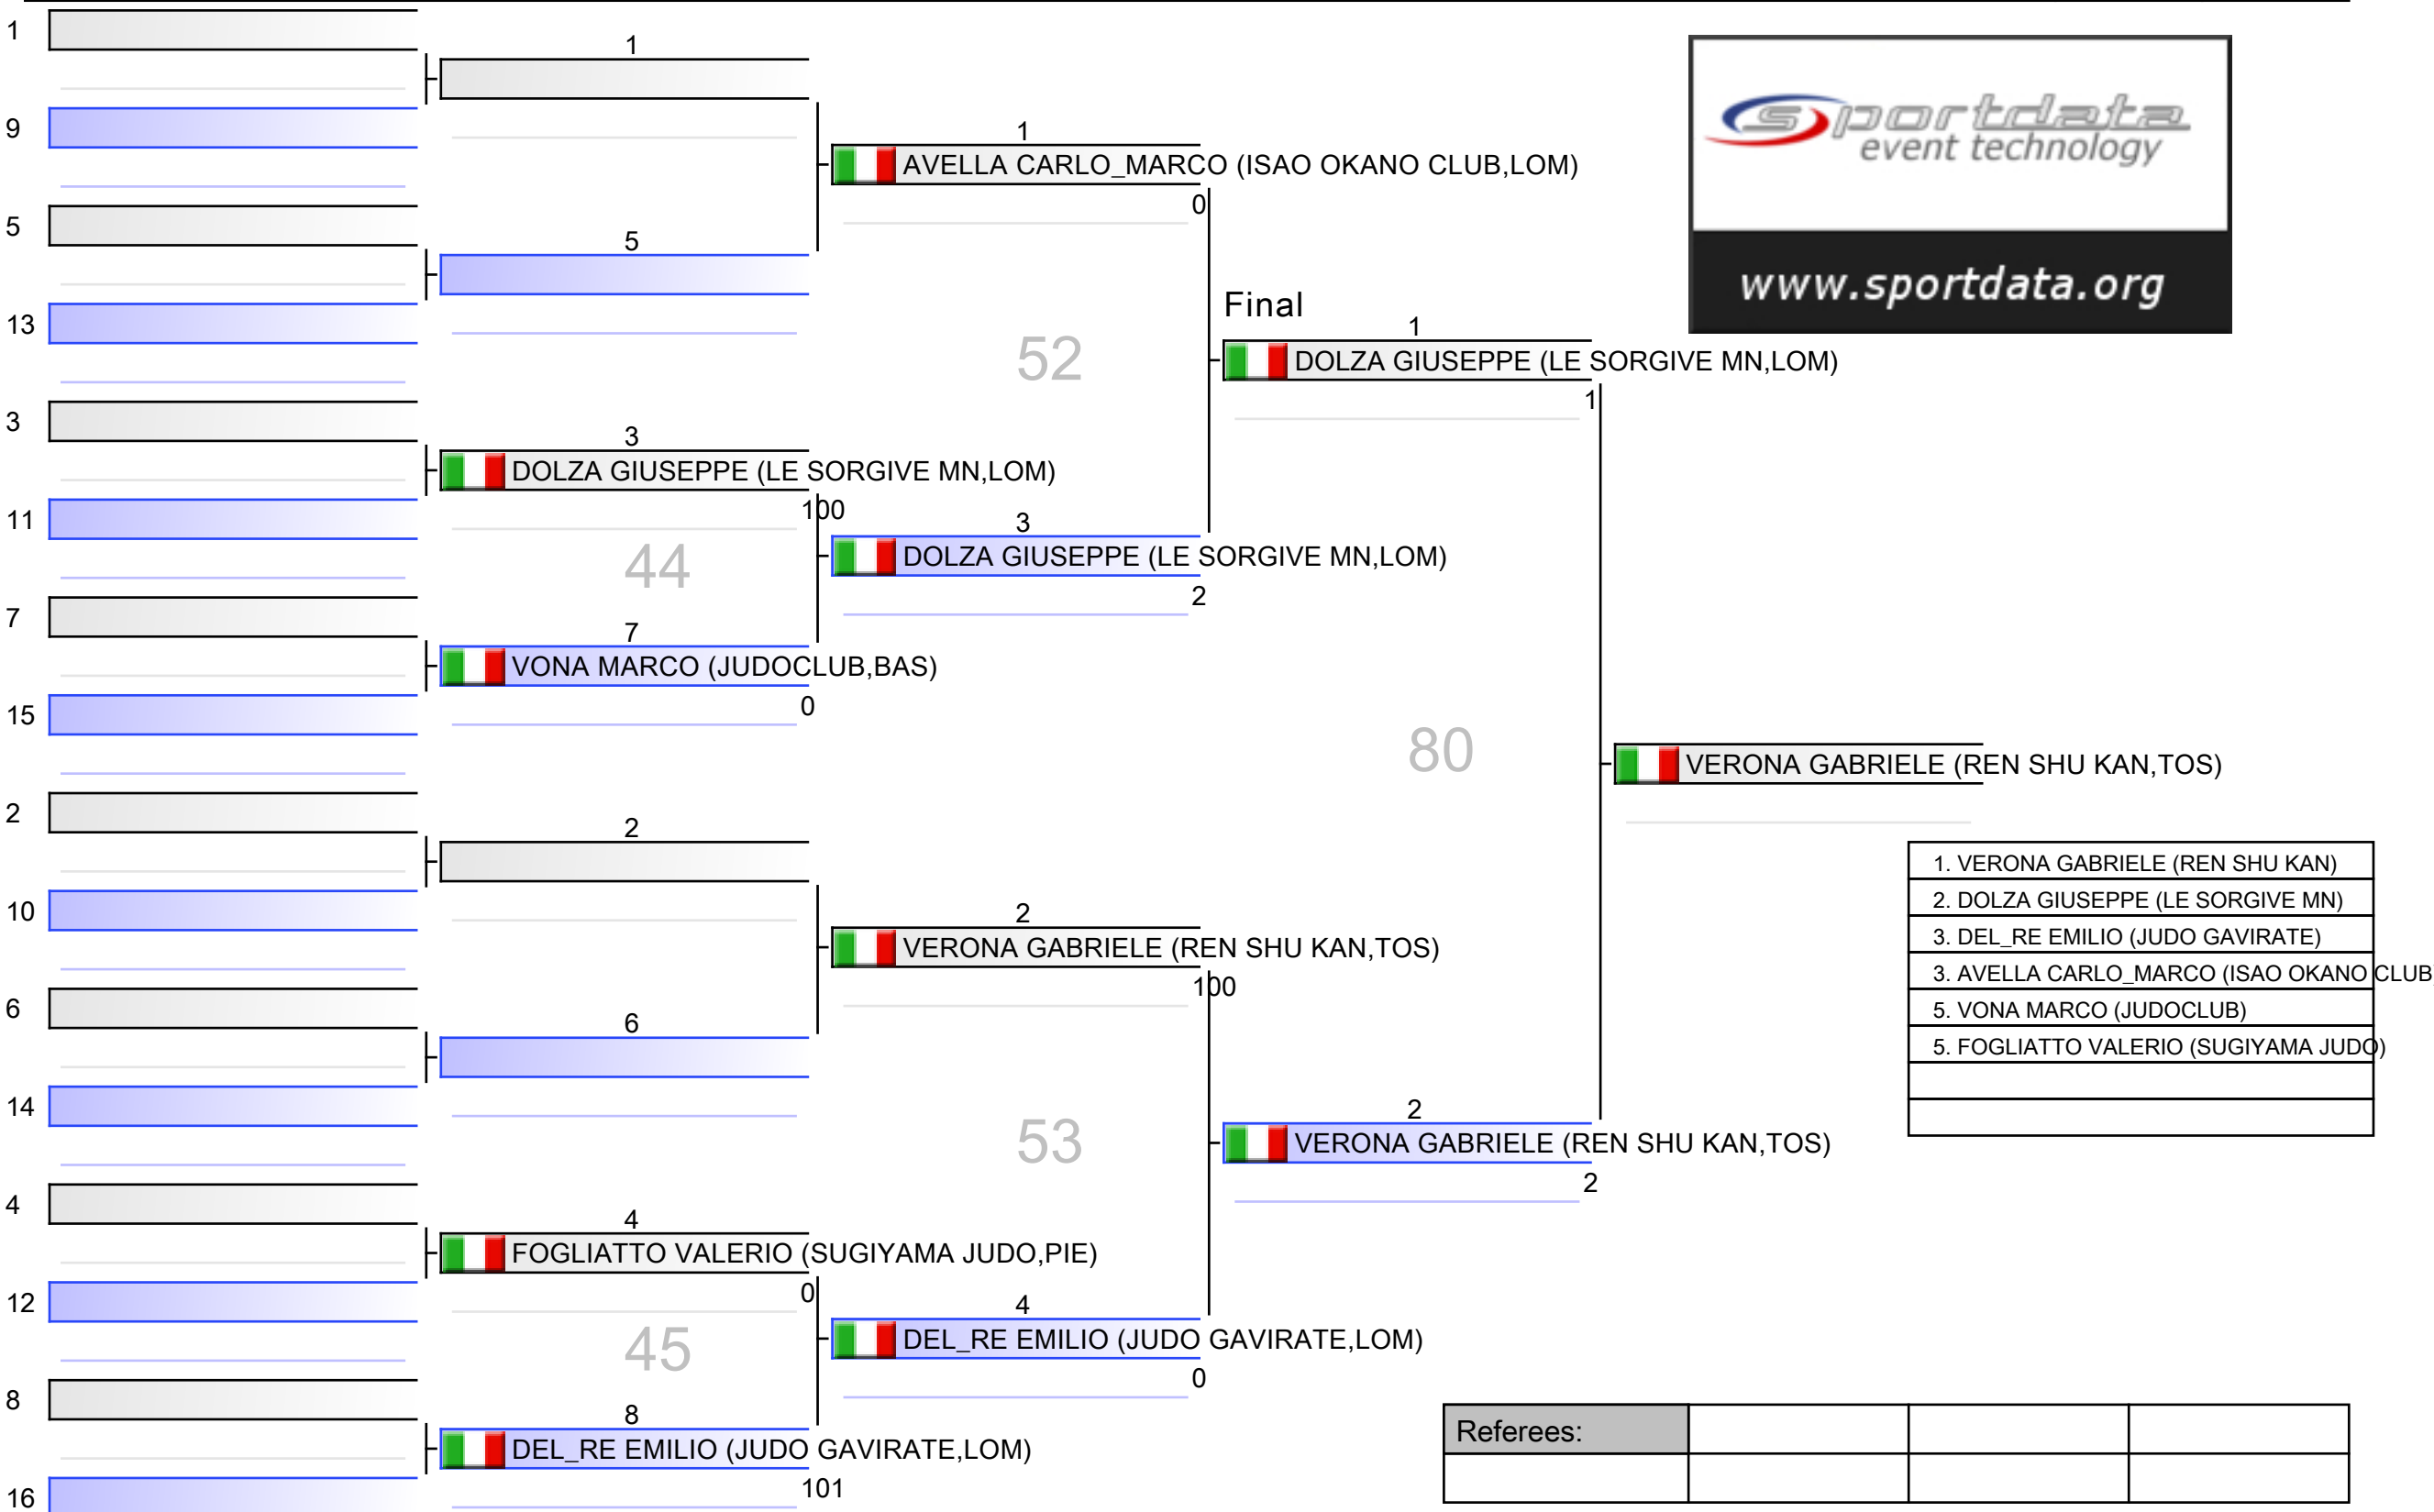 1
9
5
13
3
11
7
15
2
10
6
14
4
12
8
16
1
5
3
DOLZA GIUSEPPE (LE SORGIVE MN,LOM)
100
44
7
VONA MARCO (JUDOCLUB,BAS)
0
2
6
4
FOGLIATTO VALERIO (SUGIYAMA JUDO,PIE)
0
45
8
DEL_RE EMILIO (JUDO GAVIRATE,LOM)
101
1
AVELLA CARLO_MARCO (ISAO OKANO CLUB,LOM)
0
52
3
DOLZA GIUSEPPE (LE SORGIVE MN,LOM)
2
2
VERONA GABRIELE (REN SHU KAN,TOS)
100
53
4
DEL_RE EMILIO (JUDO GAVIRATE,LOM)
0
Final
1
DOLZA GIUSEPPE (LE SORGIVE MN,LOM)
1
80
2
VERONA GABRIELE (REN SHU KAN,TOS)
2
VERONA GABRIELE (REN SHU KAN,TOS)
sportdata
event technology
www.sportdata.org
1. VERONA GABRIELE (REN SHU KAN)
2. DOLZA GIUSEPPE (LE SORGIVE MN)
3. DEL_RE EMILIO (JUDO GAVIRATE)
3. AVELLA CARLO_MARCO (ISAO OKANO CLUB
5. VONA MARCO (JUDOCLUB)
5. FOGLIATTO VALERIO (SUGIYAMA JUDO)
Referees: